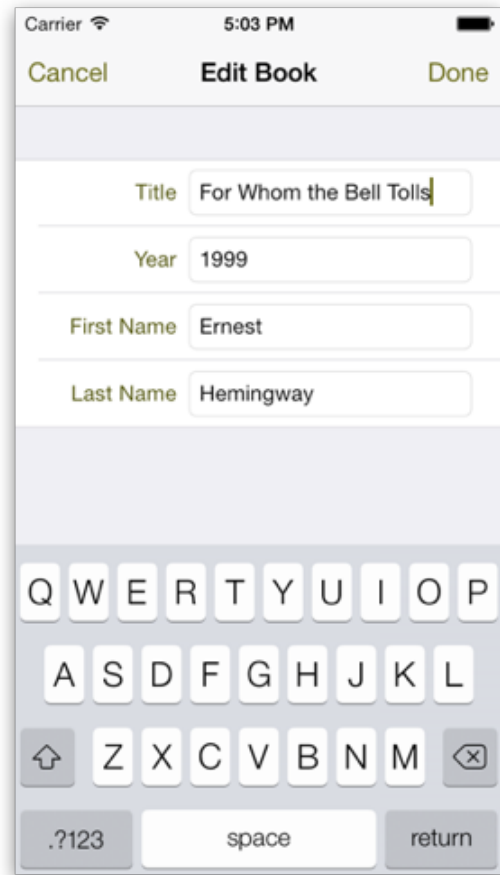 Carrier 5:03 PM
Cancel Edit Book Done
Title For Whom the Bell Tolls
Year 1999
First Name Ernest
Last Name Hemingway
Q W E R T Y U I O P
A S D F G H J K L
Z X C V B N M
.?123 space return